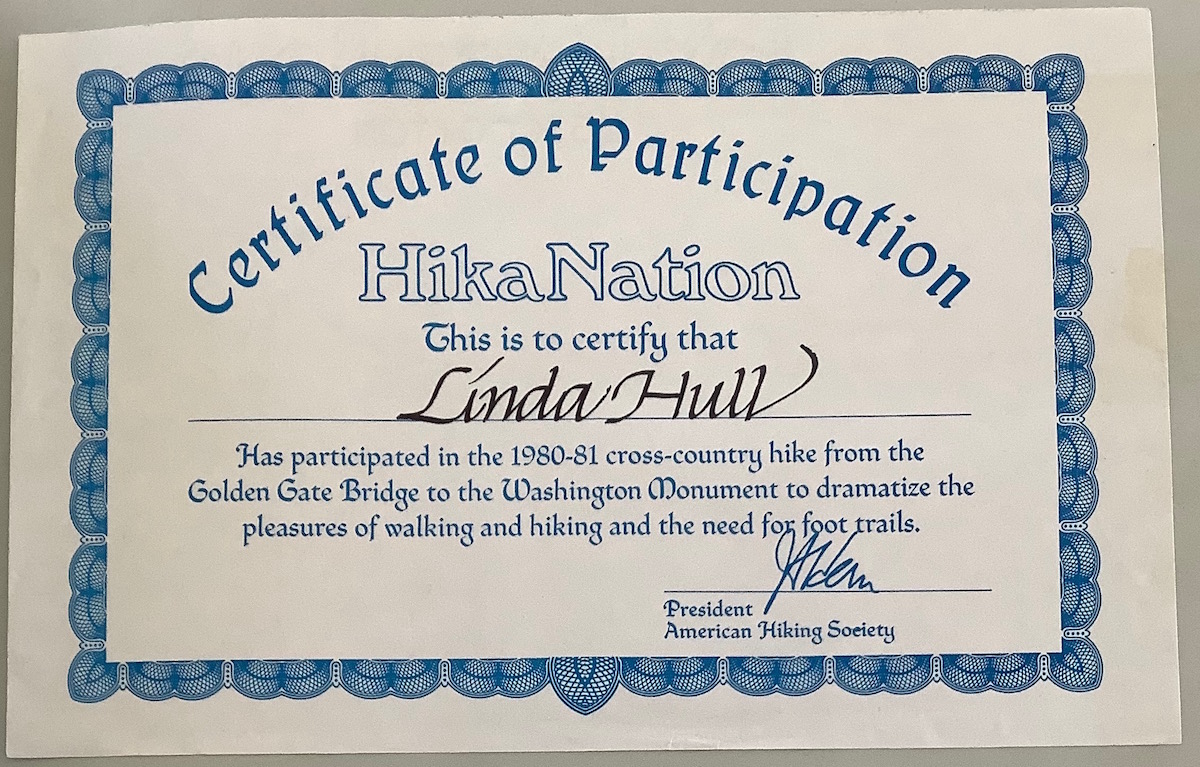 Certificate of Participation
HikaNation
This is to certify that
Linda Hull
Has participated in the 1980-81 cross-country hike from the
Golden Gate Bridge to the Washington Monument to dramatize the
pleasures of walking and hiking and the need for foot trails.
President
American Hiking Society